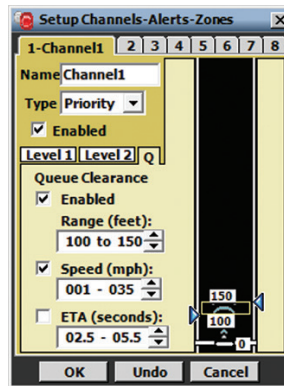 Setup Channels-Alerts-Zones
1-Channel1 2 3 4 5 6 7 8
Name Channel1
Type Priority
Enabled
Level 1 Level 2 Q
Queue Clearance
Enabled
Range (feet):
100 to 150
Speed (mph):
001 - 035
ETA (seconds):
02.5 - 05.5
150
100
0
OK Undo Cancel